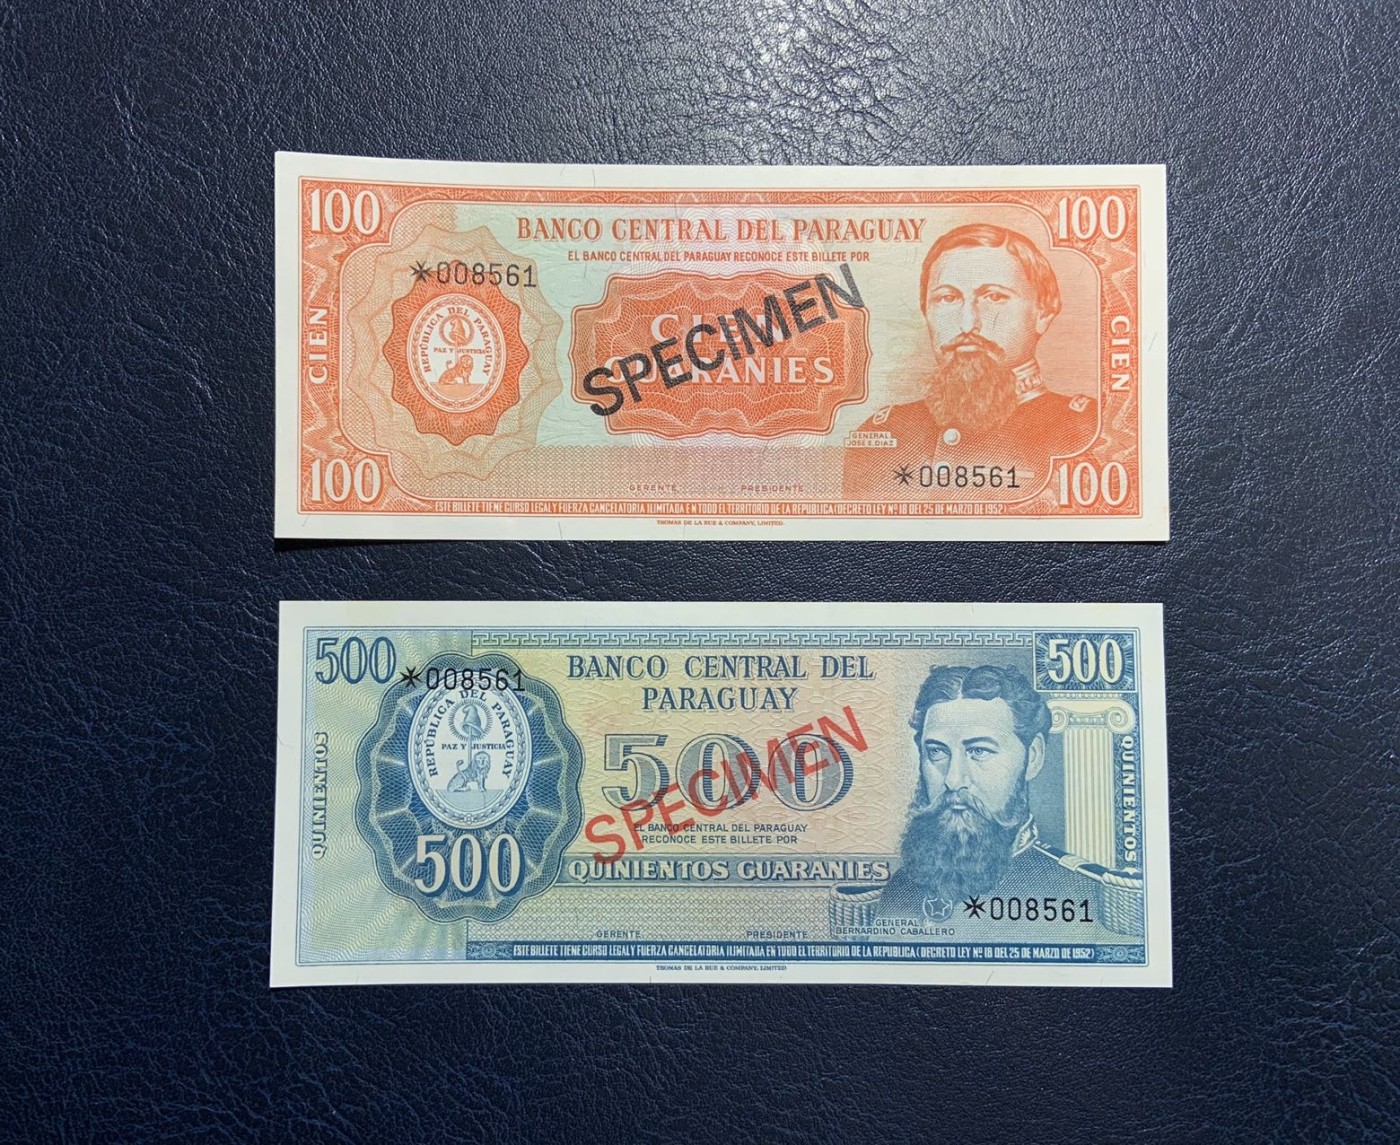 100
100
BANCO CENTRAL DEL PARAGUAY
EL BANCO CENTRAL DEL PARAGUAY RECONOCE ESTE BILLETE POR
✶008561
REPÚBLICA DEL PARAGUAY
PAZ Y JUSTICIA
CIEN
CIEN
GUARANIES
SPECIMEN
CIEN
GENERAL
JOSE E. DIAZ
✶008561
100
100
GERENTE PRESIDENTE
ESTE BILLETE TIENE CURSO LEGAL Y FUERZA CANCELATORIA ILIMITADA EN TODO EL TERRITORIO DE LA REPUBLICA (DECRETO LEY Nº 18 DEL 25 DE MARZO DE 1952)
THOMAS DE LA RUE & COMPANY, LIMITED.
500
500
✶008561
BANCO CENTRAL DEL
PARAGUAY
REPÚBLICA DEL PARAGUAY
PAZ Y JUSTICIA
500
SPECIMEN
QUINIENTOS
QUINIENTOS
EL BANCO CENTRAL DEL PARAGUAY
RECONOCE ESTE BILLETE POR
500
QUINIENTOS GUARANIES
✶008561
GENERAL
BERNARDINO CABALLERO
GERENTE PRESIDENTE
ESTE BILLETE TIENE CURSO LEGAL Y FUERZA CANCELATORIA ILIMITADA EN TODO EL TERRITORIO DE LA REPUBLICA (DECRETO LEY Nº 18 DEL 25 DE MARZO DE 1952)
THOMAS DE LA RUE & COMPANY, LIMITED